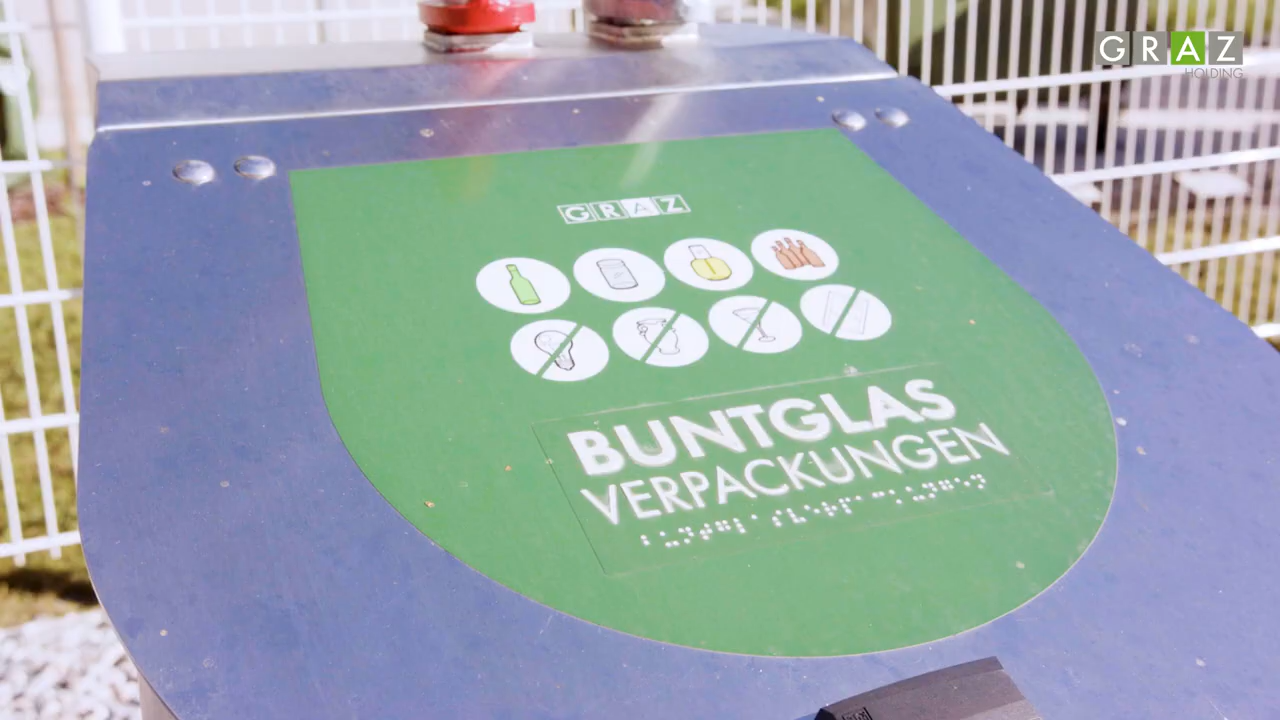 GRAZ
HOLDING
GRAZ
BUNTGLAS
VERPACKUNGEN